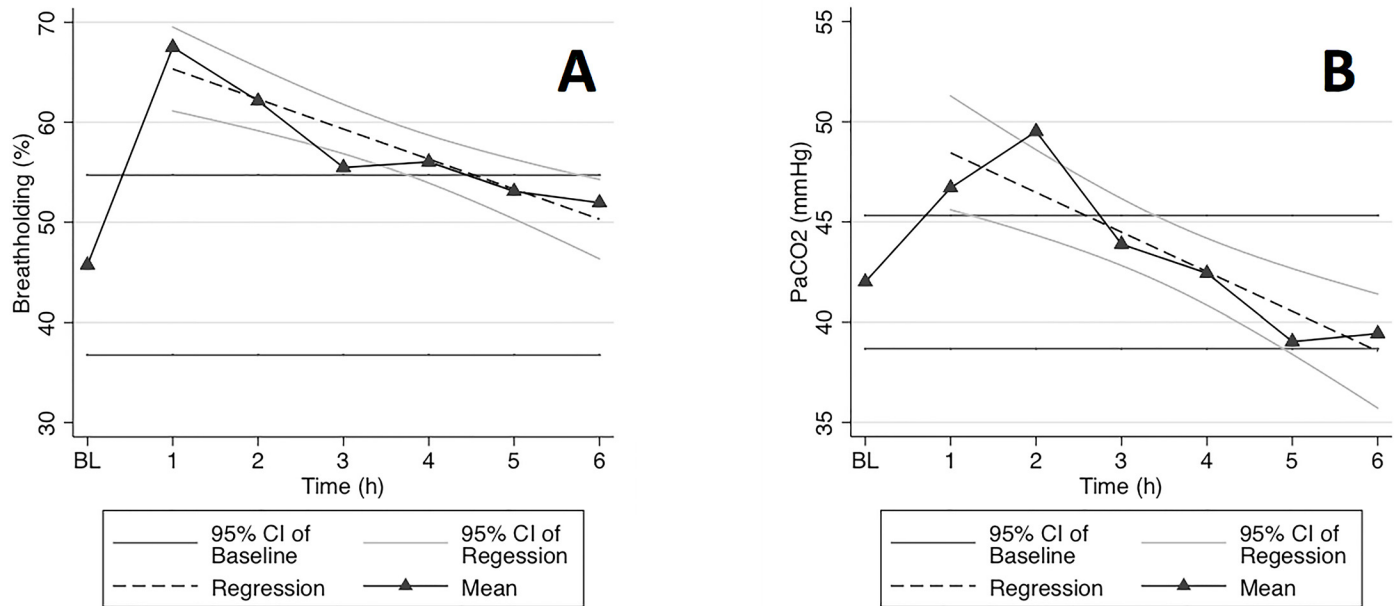 A
Breathholding (%)
70
60
50
40
30
BL 1 2 3 4 5 6
Time (h)
95% CI of
Baseline
95% CI of
Regession
Regression
Mean
B
PaCO2 (mmHg)
55
50
45
40
35
BL 1 2 3 4 5 6
Time (h)
95% CI of
Baseline
95% CI of
Regession
Regression
Mean